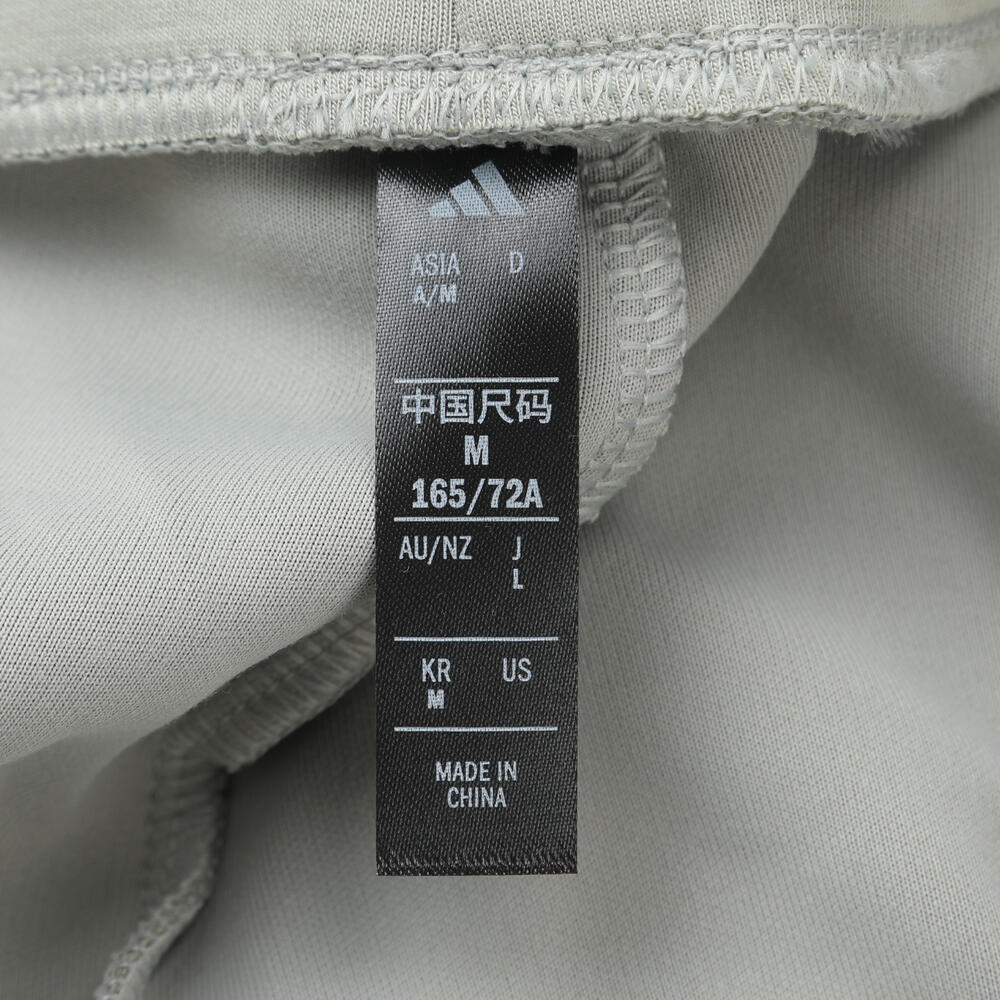 ASIA D
A/M
中国尺码
M
165/72A
AU/NZ J
L
KR US
M
MADE IN
CHINA